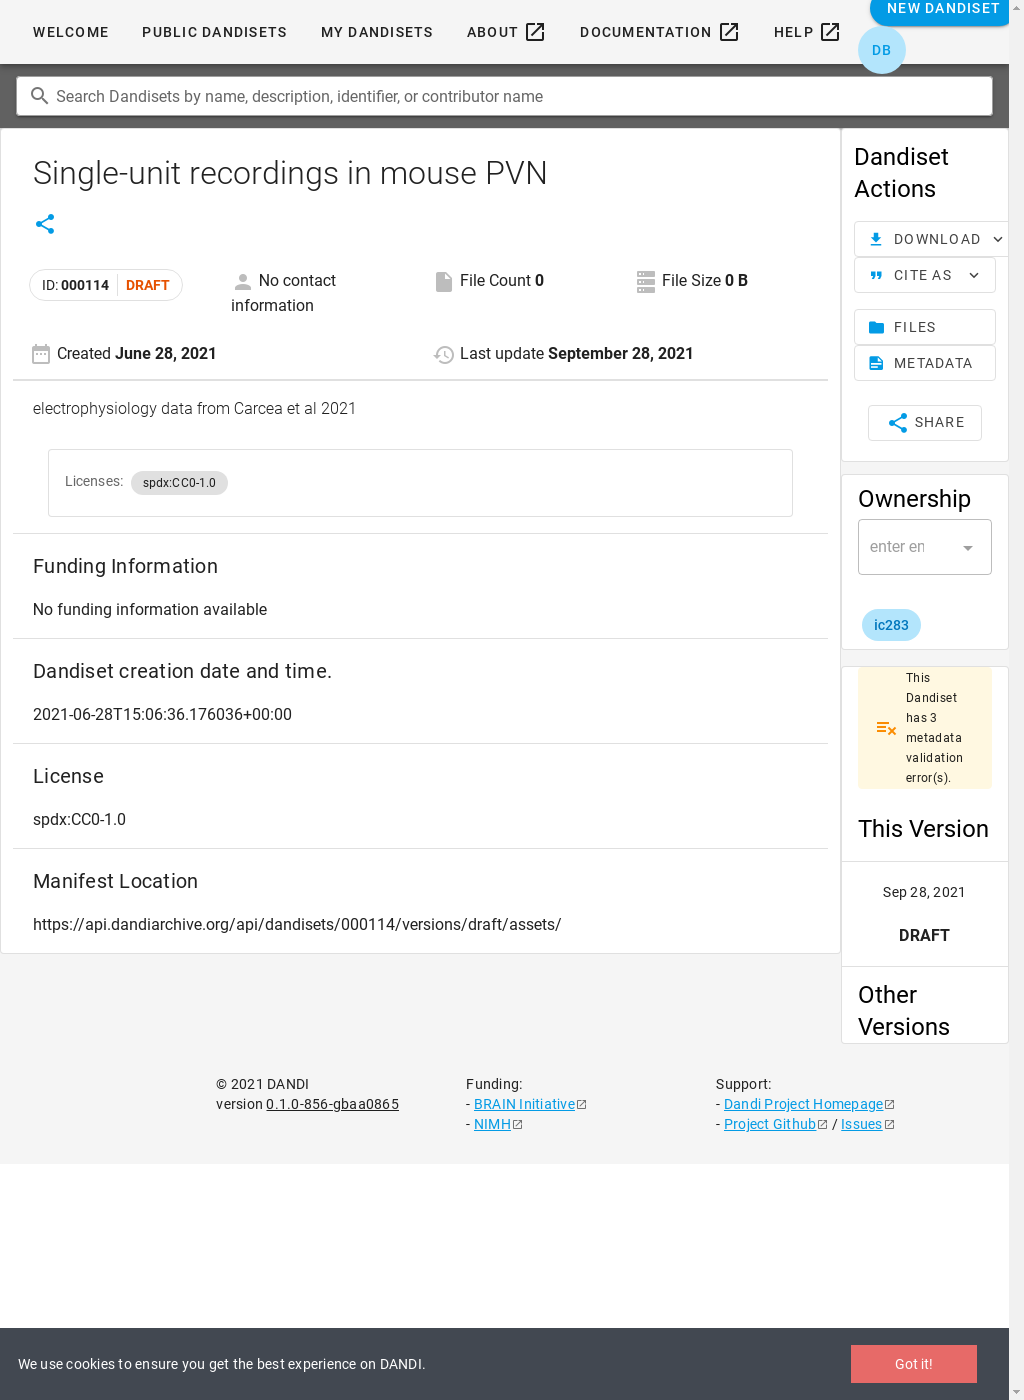 WELCOME
PUBLIC DANDISETS
MY DANDISETS
ABOUT
DOCUMENTATION
HELP
NEW DANDISET
DB
Search Dandisets by name, description, identifier, or contributor name
Single-unit recordings in mouse PVN
ID: 000114 DRAFT
No contact
information
File Count 0
File Size 0 B
Created June 28, 2021
Last update September 28, 2021
electrophysiology data from Carcea et al 2021
Licenses: spdx:CC0-1.0
Funding Information
No funding information available
Dandiset creation date and time.
2021-06-28T15:06:36.176036+00:00
License
spdx:CC0-1.0
Manifest Location
https://api.dandiarchive.org/api/dandisets/000114/versions/draft/assets/
Dandiset
Actions
DOWNLOAD
CITE AS
FILES
METADATA
SHARE
Ownership
enter en
ic283
This
Dandiset
has 3
metadata
validation
error(s).
This Version
Sep 28, 2021
DRAFT
Other
Versions
© 2021 DANDI
version 0.1.0-856-gbaa0865
Funding:
- BRAIN Initiative
- NIMH
Support:
- Dandi Project Homepage
- Project Github / Issues
We use cookies to ensure you get the best experience on DANDI.
Got it!